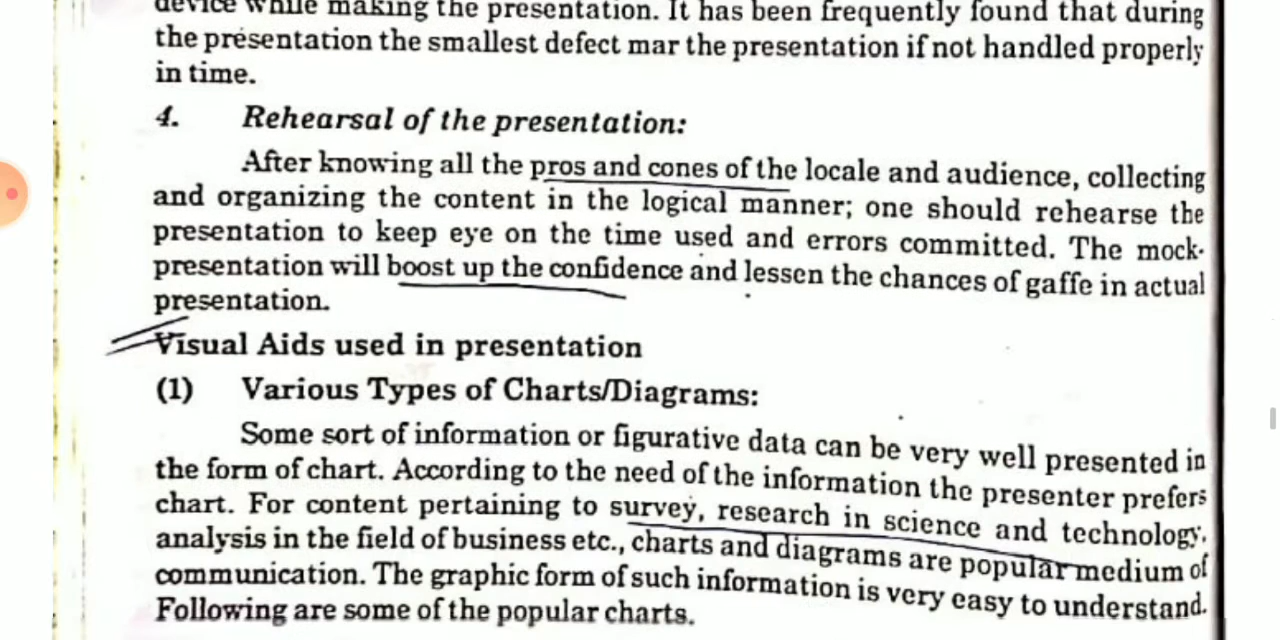 device while making the presentation. It has been frequently found that during
the présentation the smallest defect mar the presentation if not handled properly
in time.
4. Rehearsal of the presentation:
After knowing all the pros and cones of the locale and audience, collecting
and organizing the content in the logical manner; one should rehearse the
presentation to keep eye on the time used and errors committed. The mock-
presentation will boost up the confidence and lessen the chances of gaffe in actual
presentation.
Visual Aids used in presentation
(1) Various Types of Charts/Diagrams:
Some sort of information or figurative data can be very well presented in
the form of chart. According to the need of the information the presenter prefers
chart. For content pertaining to survey, research in science and technology,
analysis in the field of business etc., charts and diagrams are popular medium of
communication. The graphic form of such information is very easy to understand.
Following are some of the popular charts.